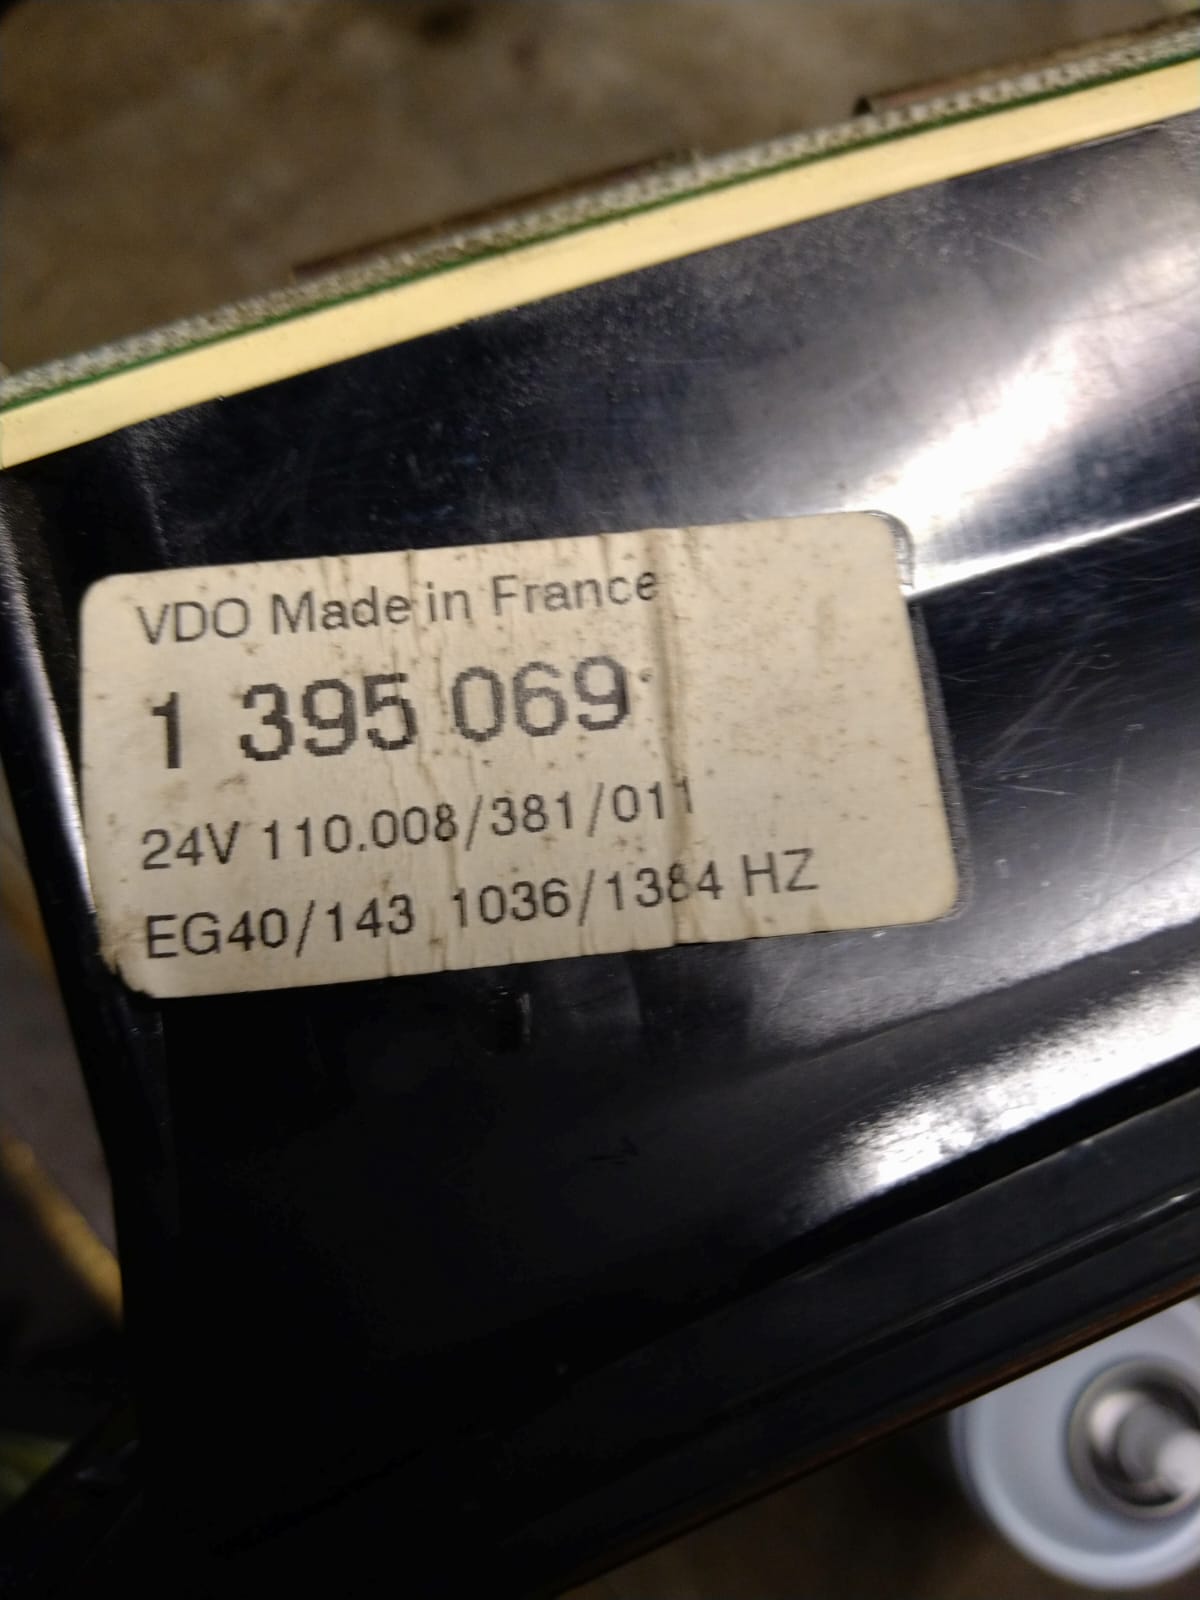 VDO Made in France
1 395 069
24V 110.008/381/011
EG40/143 1036/1384 HZ